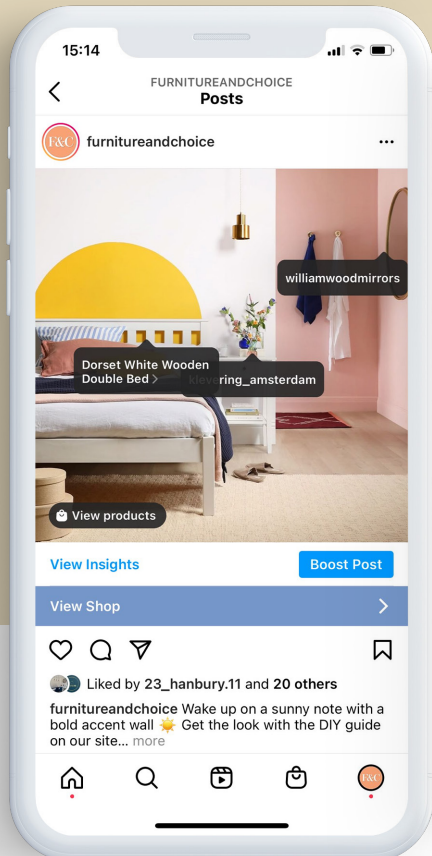 15:14
FURNITUREANDCHOICE
Posts
F&C
furnitureandchoice
williamwoodmirrors
Dorset White Wooden
Double Bed >
klevering_amsterdam
View products
View Insights
Boost Post
View Shop
Liked by 23_hanbury.11 and 20 others
furnitureandchoice Wake up on a sunny note with a
bold accent wall ☀️ Get the look with the DIY guide
on our site... more
F&C